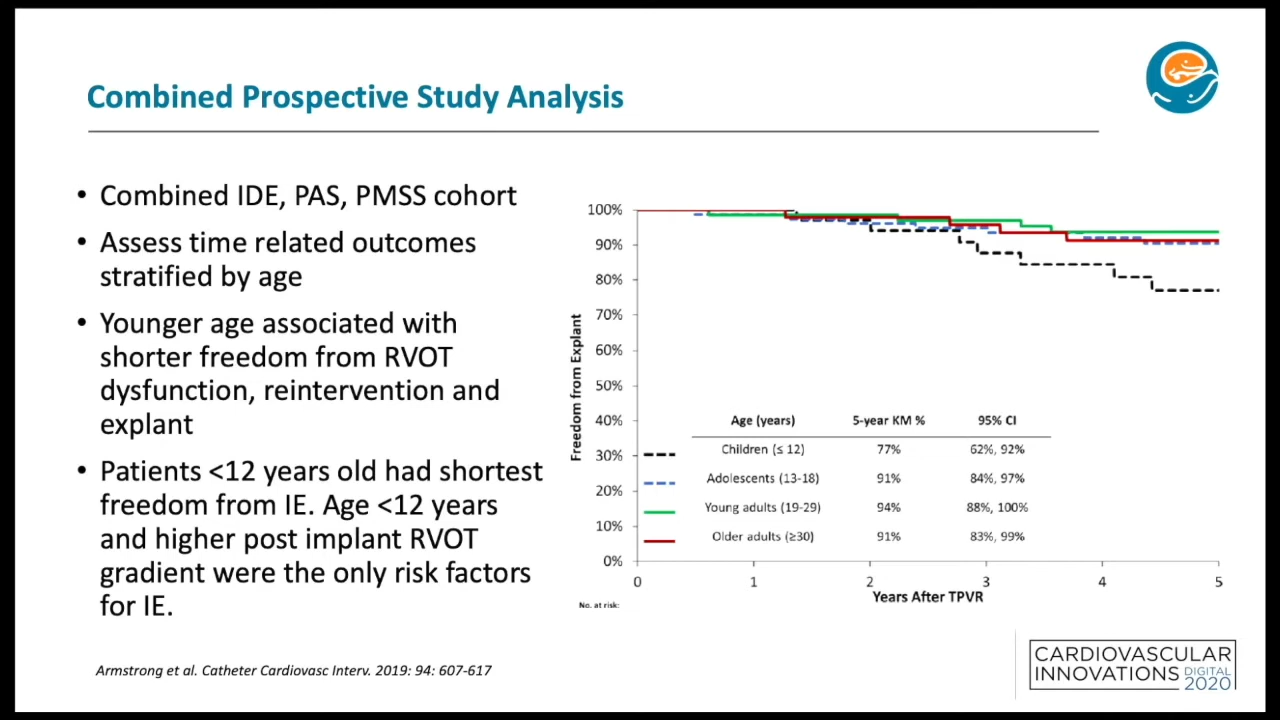 Combined Prospective Study Analysis
• Combined IDE, PAS, PMSS cohort
• Assess time related outcomes
stratified by age
• Younger age associated with
shorter freedom from RVOT
dysfunction, reintervention and
explant
• Patients <12 years old had shortest
freedom from IE. Age <12 years
and higher post implant RVOT
gradient were the only risk factors
for IE.
Armstrong et al. Catheter Cardiovasc Interv. 2019: 94: 607-617
Freedom from Explant
100%
90%
80%
70%
60%
50%
40%
30%
20%
10%
0%
Age (years) 5-year KM % 95% CI
Children (≤ 12) 77% 62%, 92%
Adolescents (13-18) 91% 84%, 97%
Young adults (19-29) 94% 88%, 100%
Older adults (≥30) 91% 83%, 99%
0 1 2 3 4 5
Years After TPVR
No. at risk:
CARDIOVASCULAR
INNOVATIONS DIGITAL
2020